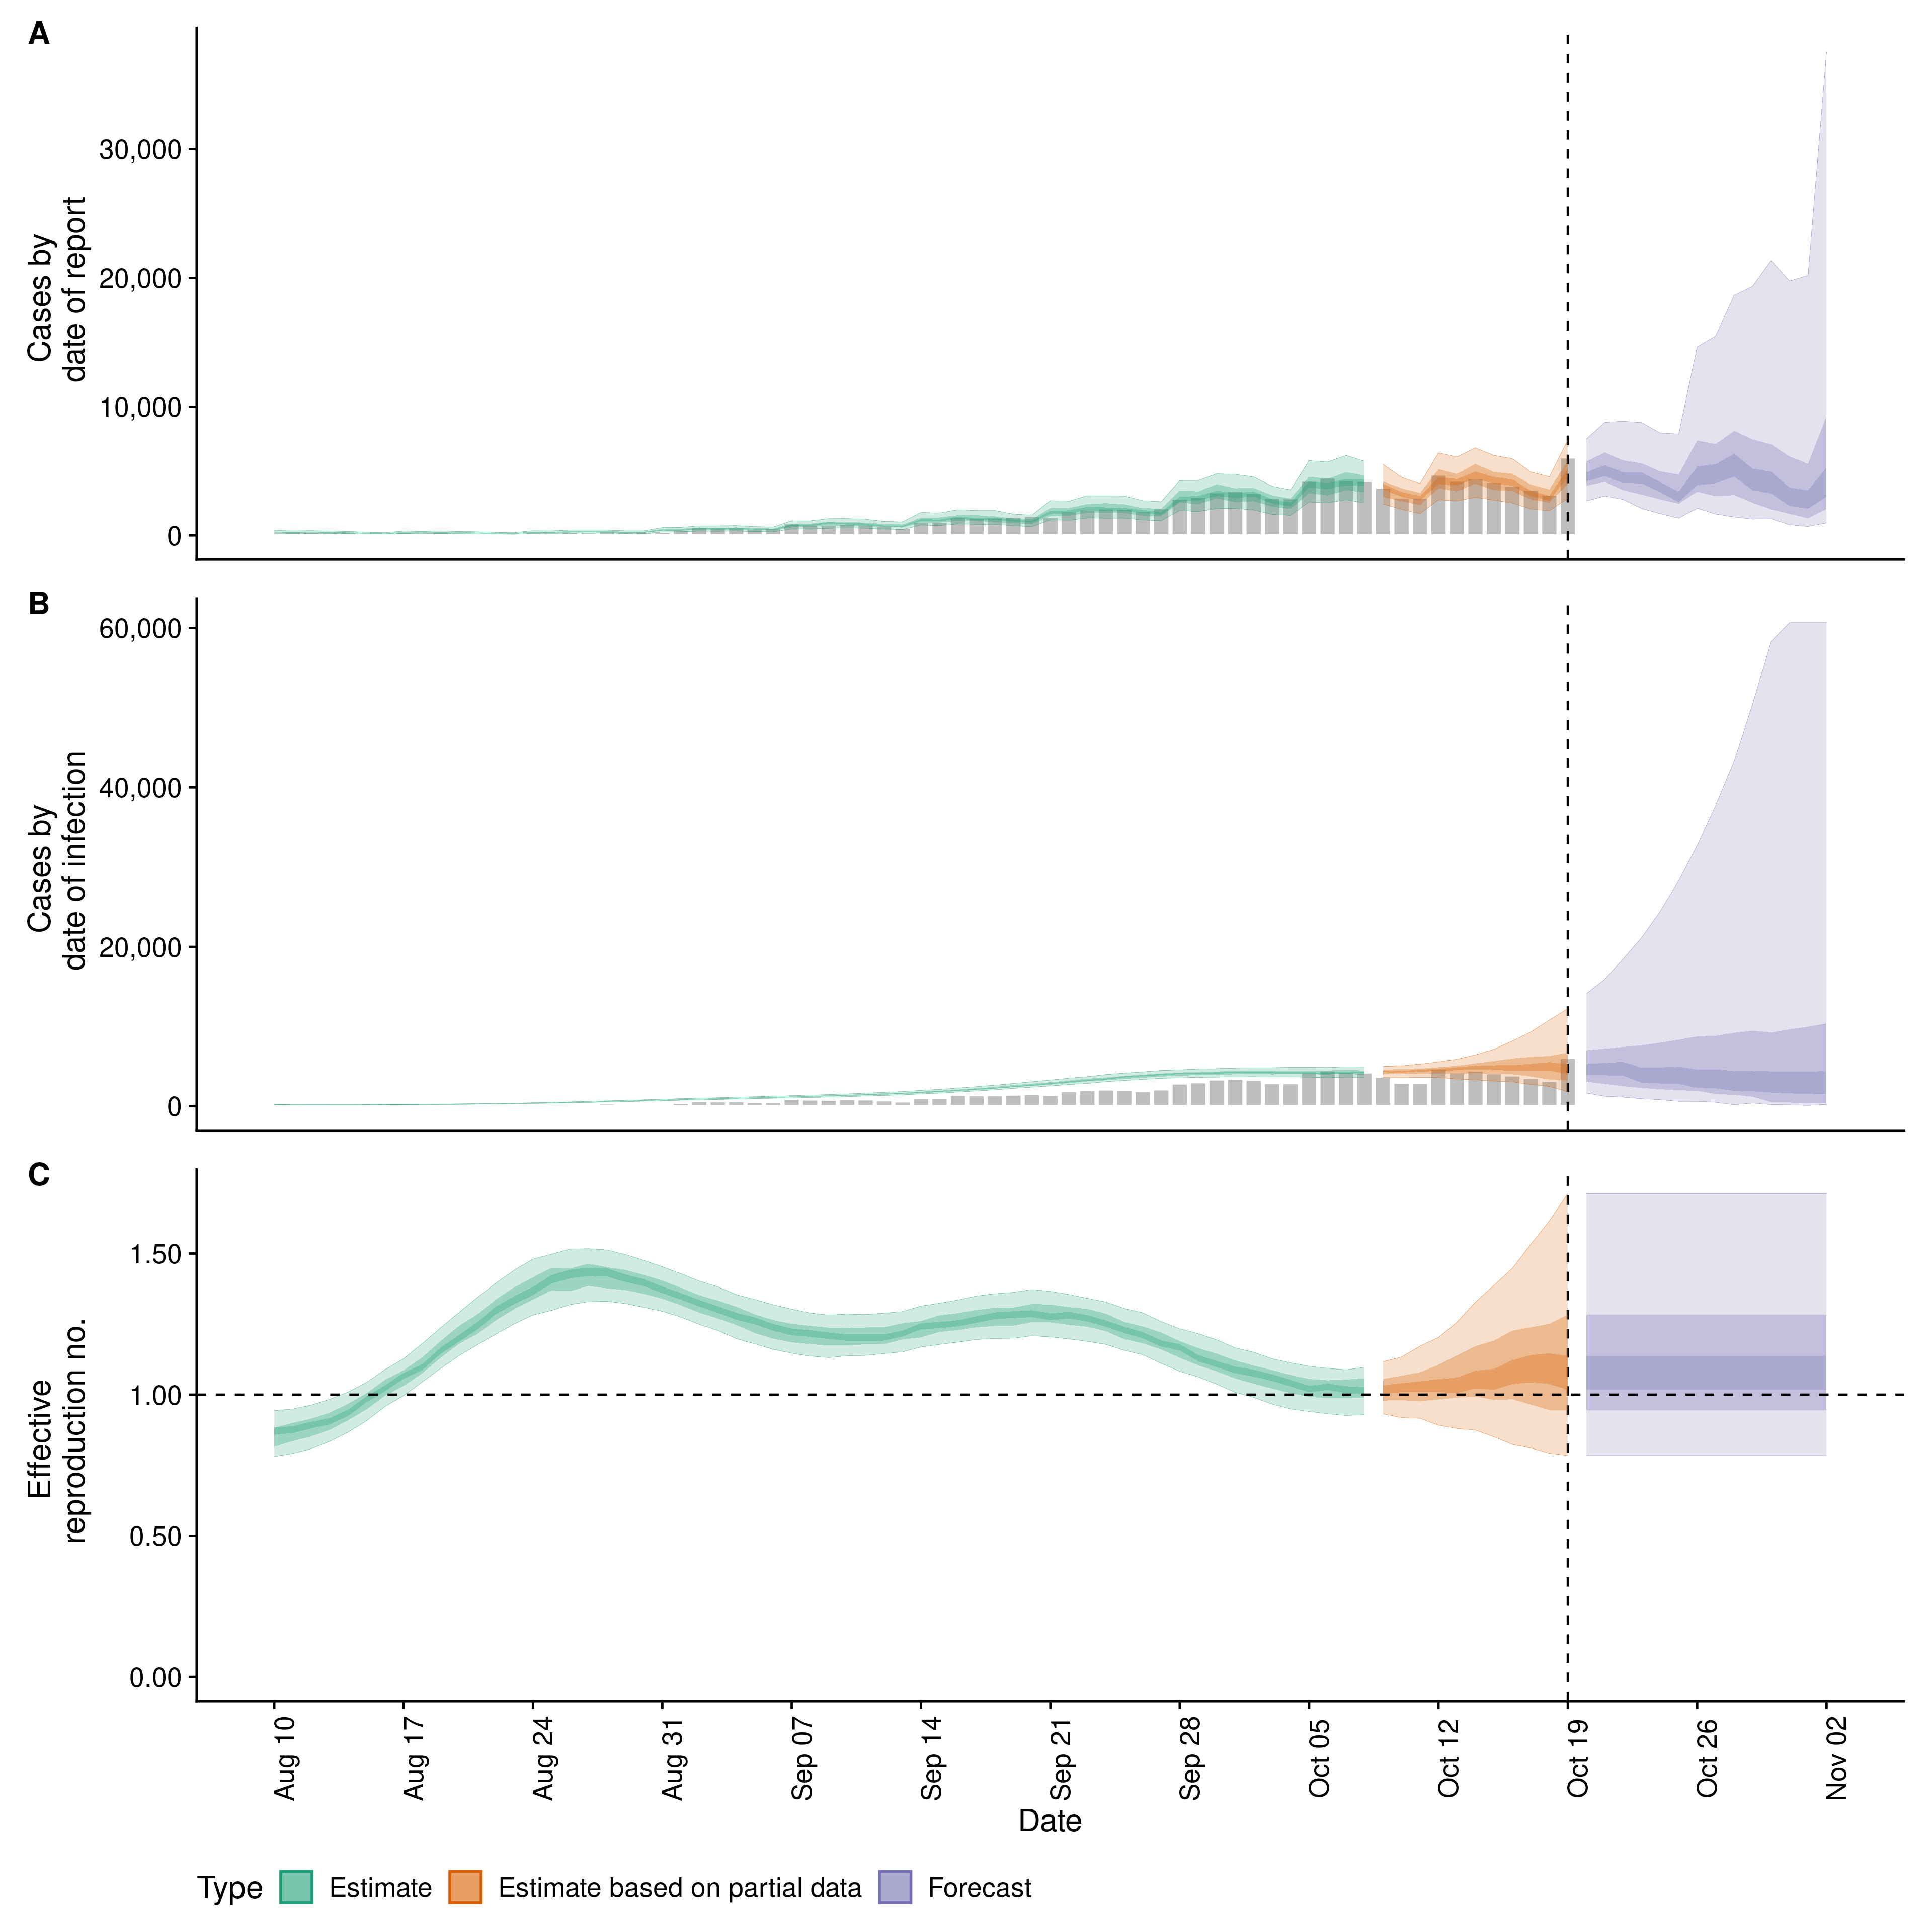 A
Cases by
date of report
30,000
20,000
10,000
0
B
Cases by
date of infection
60,000
40,000
20,000
0
C
Effective
reproduction no.
1.50
1.00
0.50
0.00
Aug 10
Aug 17
Aug 24
Aug 31
Sep 07
Sep 14
Sep 21
Sep 28
Oct 05
Oct 12
Oct 19
Oct 26
Nov 02
Date
Type Estimate Estimate based on partial data Forecast